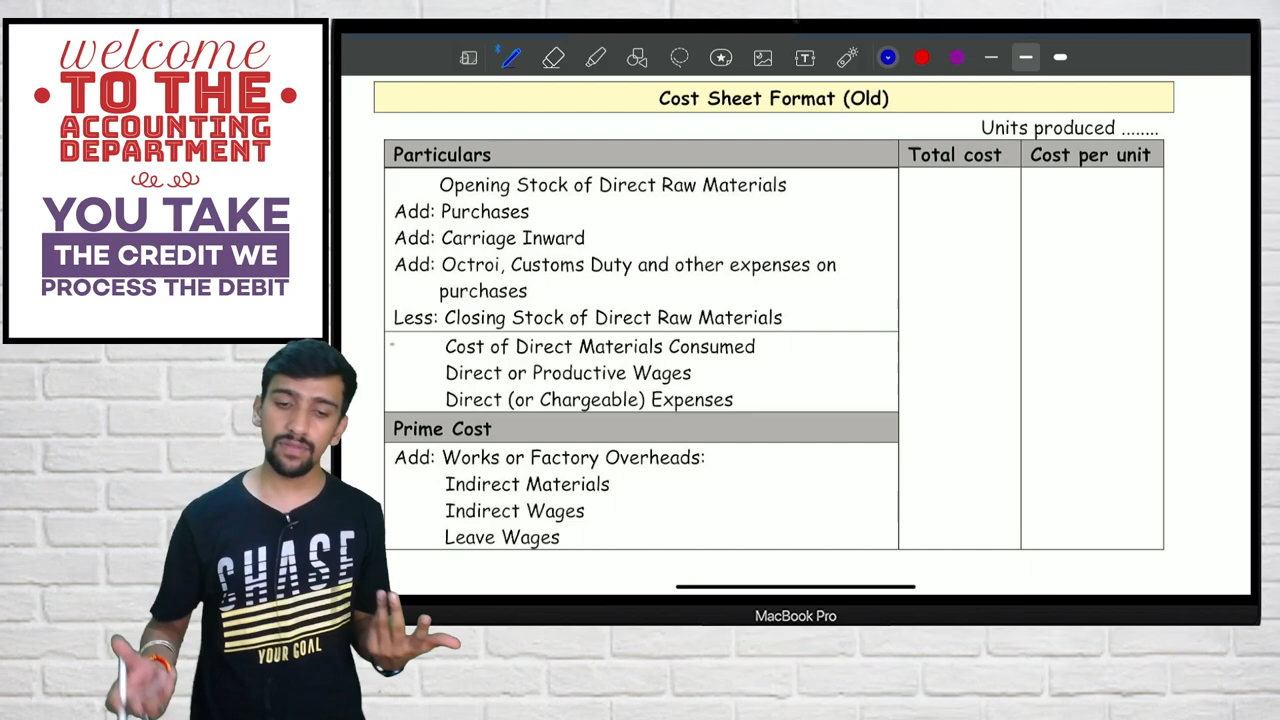 welcome
TO THE
ACCOUNTING
DEPARTMENT
YOU TAKE
THE CREDIT WE
PROCESS THE DEBIT
Cost Sheet Format (Old)
Units produced ........
Particulars Total cost Cost per unit
Opening Stock of Direct Raw Materials
Add: Purchases
Add: Carriage Inward
Add: Octroi, Customs Duty and other expenses on
purchases
Less: Closing Stock of Direct Raw Materials
Cost of Direct Materials Consumed
Direct or Productive Wages
Direct (or Chargeable) Expenses
Prime Cost
Add: Works or Factory Overheads:
Indirect Materials
Indirect Wages
Leave Wages
MacBook Pro
CHASE
YOUR GOAL